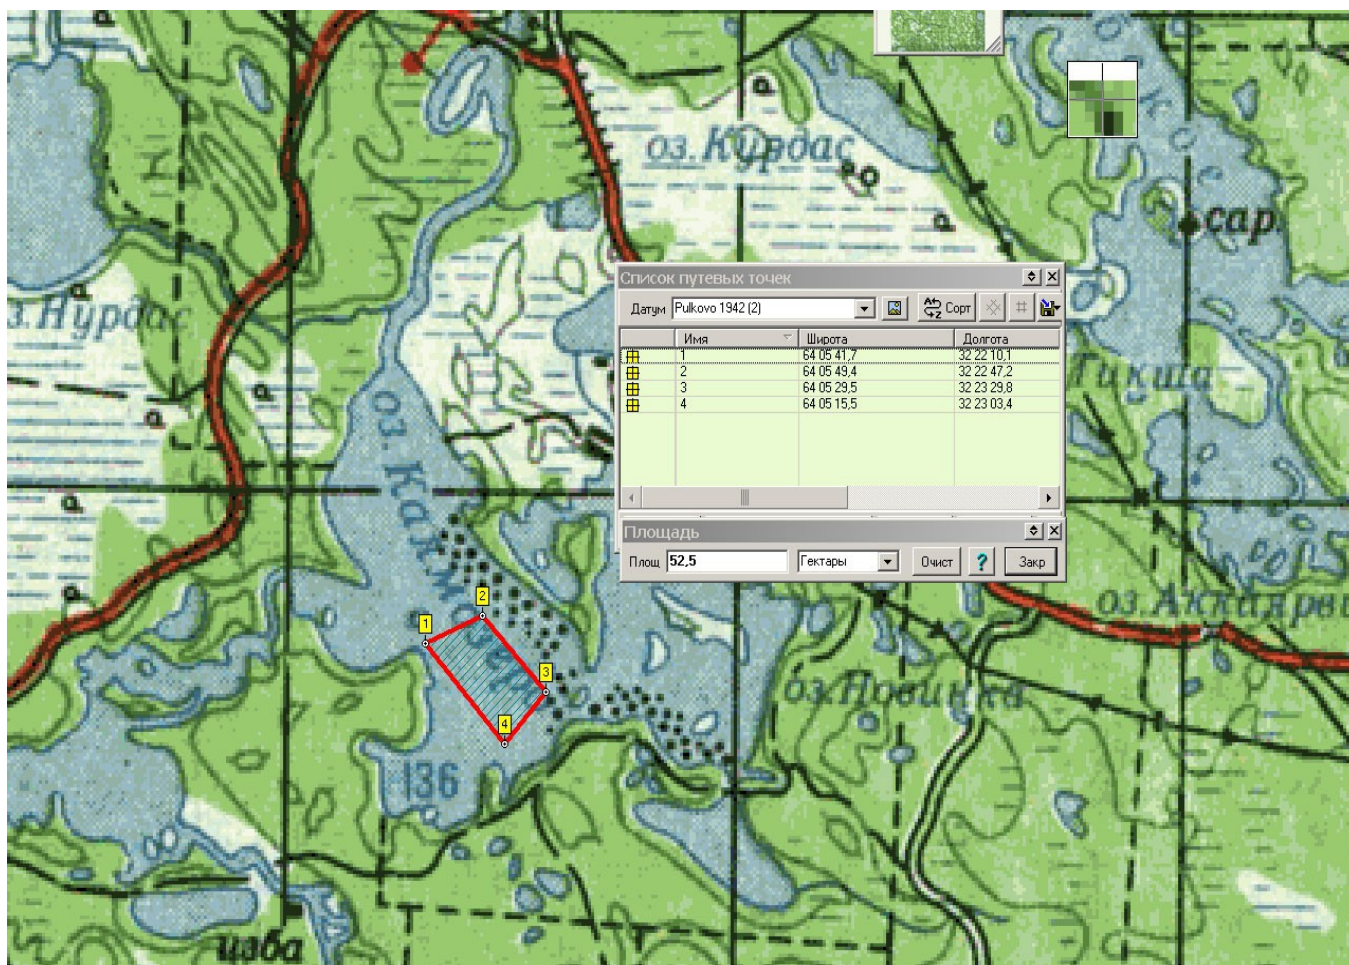 оз. Курдас
сар
з. Нурдас
Список путевых точек
Датум Pulkovo 1942 (2) Сорт
Имя Широта Долгота
1 64 05 41,7 32 22 10,1
2 64 05 49,4 32 22 47,2
3 64 05 29,5 32 23 29,8
4 64 05 15,5 32 23 03,4
Тикша
Площадь
Площ 52,5 Гектары Очист ? Закр
оз. Аккаярви
1
2
3
4
оз. Новинка
136
изба